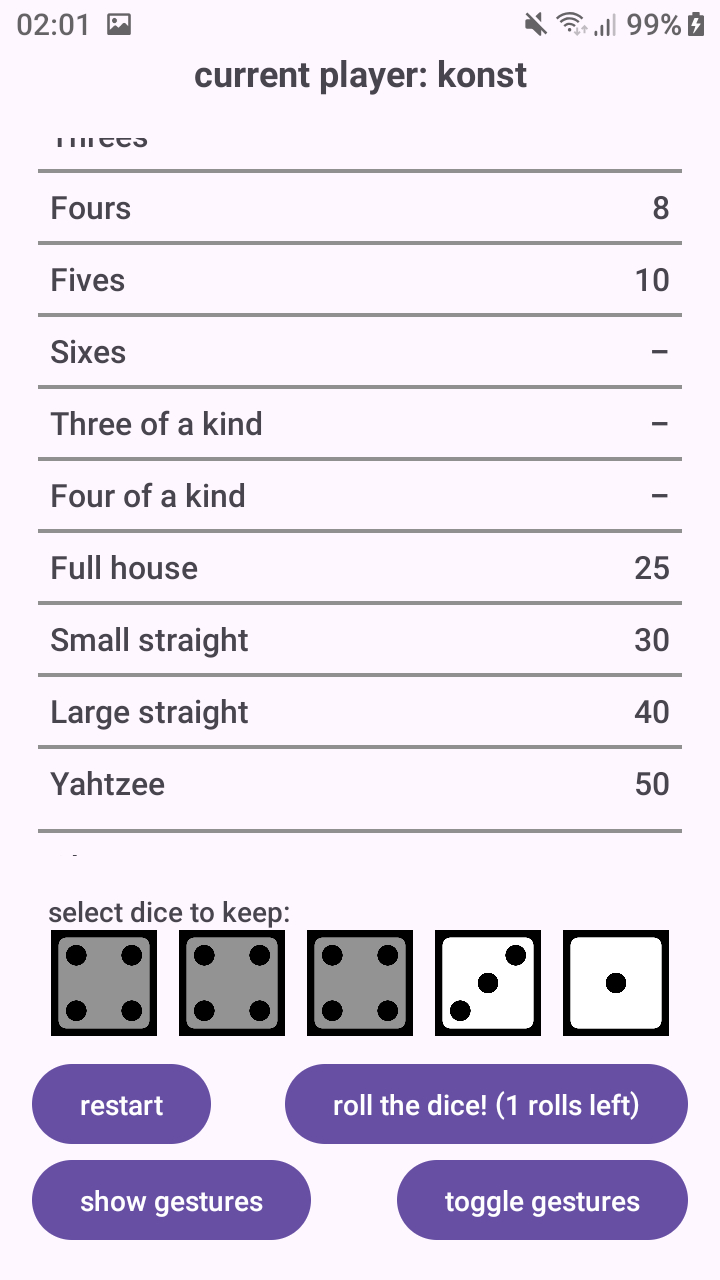 02:01 99%
current player: konst
Threes
Fours 8
Fives 10
Sixes –
Three of a kind –
Four of a kind –
Full house 25
Small straight 30
Large straight 40
Yahtzee 50
select dice to keep:
restart roll the dice! (1 rolls left)
show gestures toggle gestures